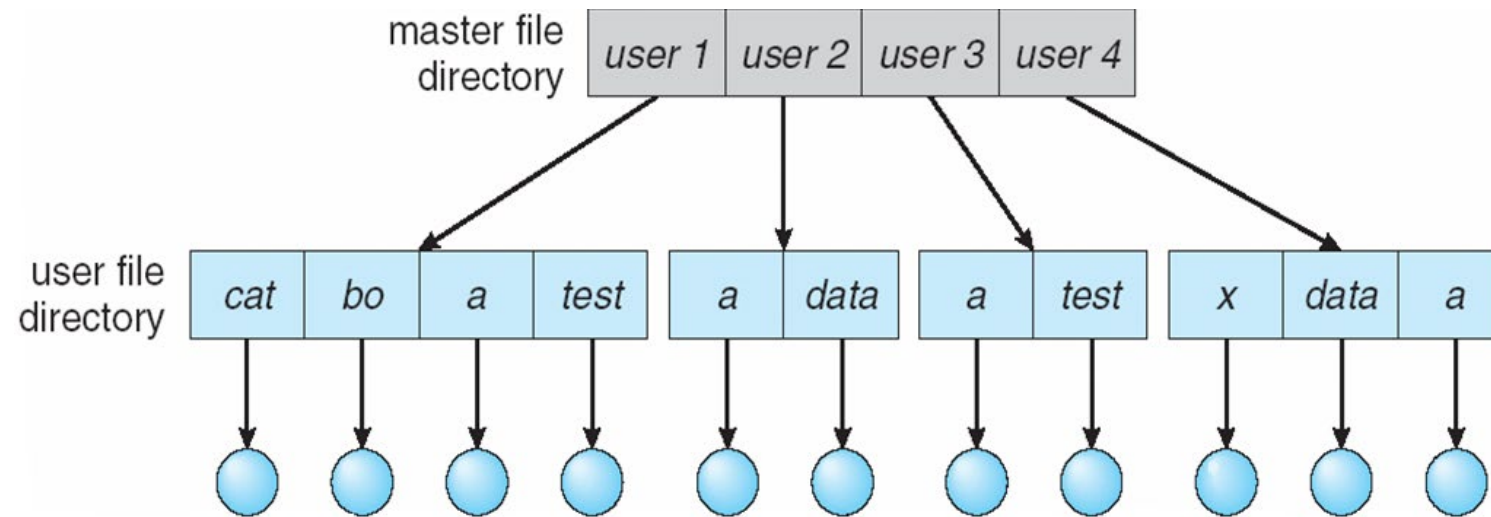 master file
directory
user 1 user 2 user 3 user 4
user file
directory
cat bo a test a data a test x data a